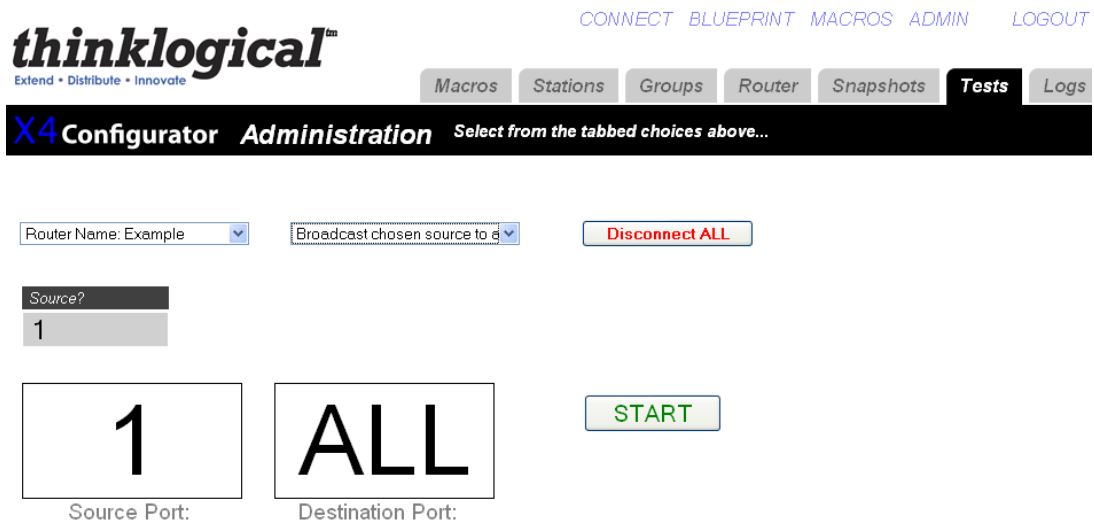 CONNECT BLUEPRINT MACROS ADMIN LOGOUT
thinklogical™
Extend • Distribute • Innovate
Macros Stations Groups Router Snapshots Tests Logs
X4 Configurator Administration Select from the tabbed choices above...
Router Name: Example Broadcast chosen source to a Disconnect ALL
Source?
1
1 ALL START
Source Port: Destination Port: